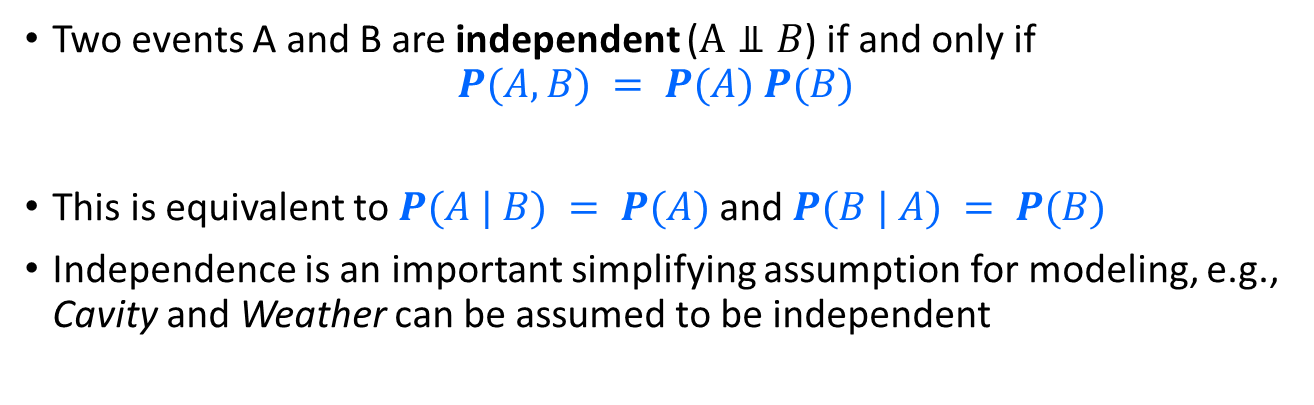 • Two events A and B are independent (A ⫫ B) if and only if
P(A, B) = P(A) P(B)
• This is equivalent to P(A | B) = P(A) and P(B | A) = P(B)
• Independence is an important simplifying assumption for modeling, e.g.,
Cavity and Weather can be assumed to be independent